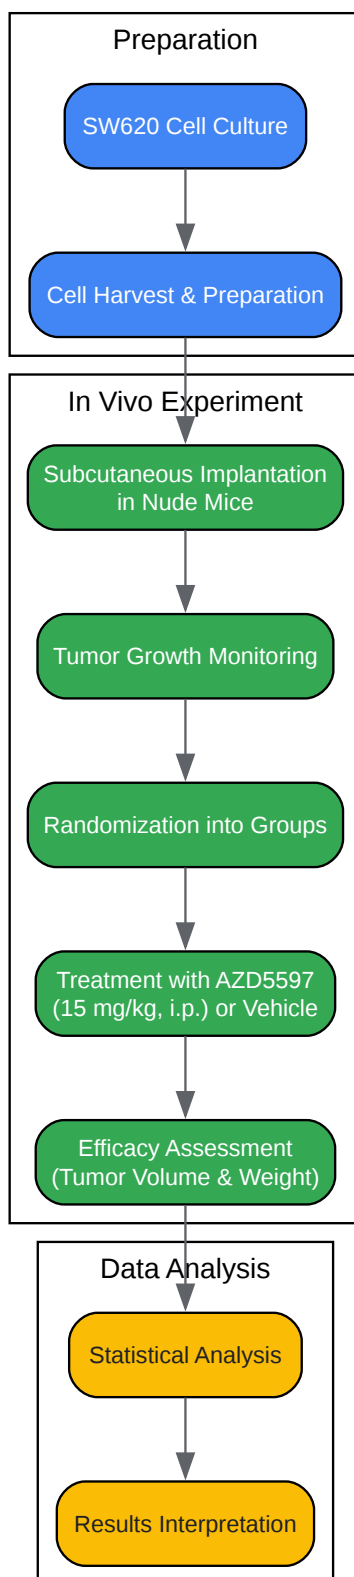 Preparation
SW620 Cell Culture
Cell Harvest & Preparation
In Vivo Experiment
Subcutaneous Implantation
in Nude Mice
Tumor Growth Monitoring
Randomization into Groups
Treatment with AZD5597
(15 mg/kg, i.p.) or Vehicle
Efficacy Assessment
(Tumor Volume & Weight)
Data Analysis
Statistical Analysis
Results Interpretation